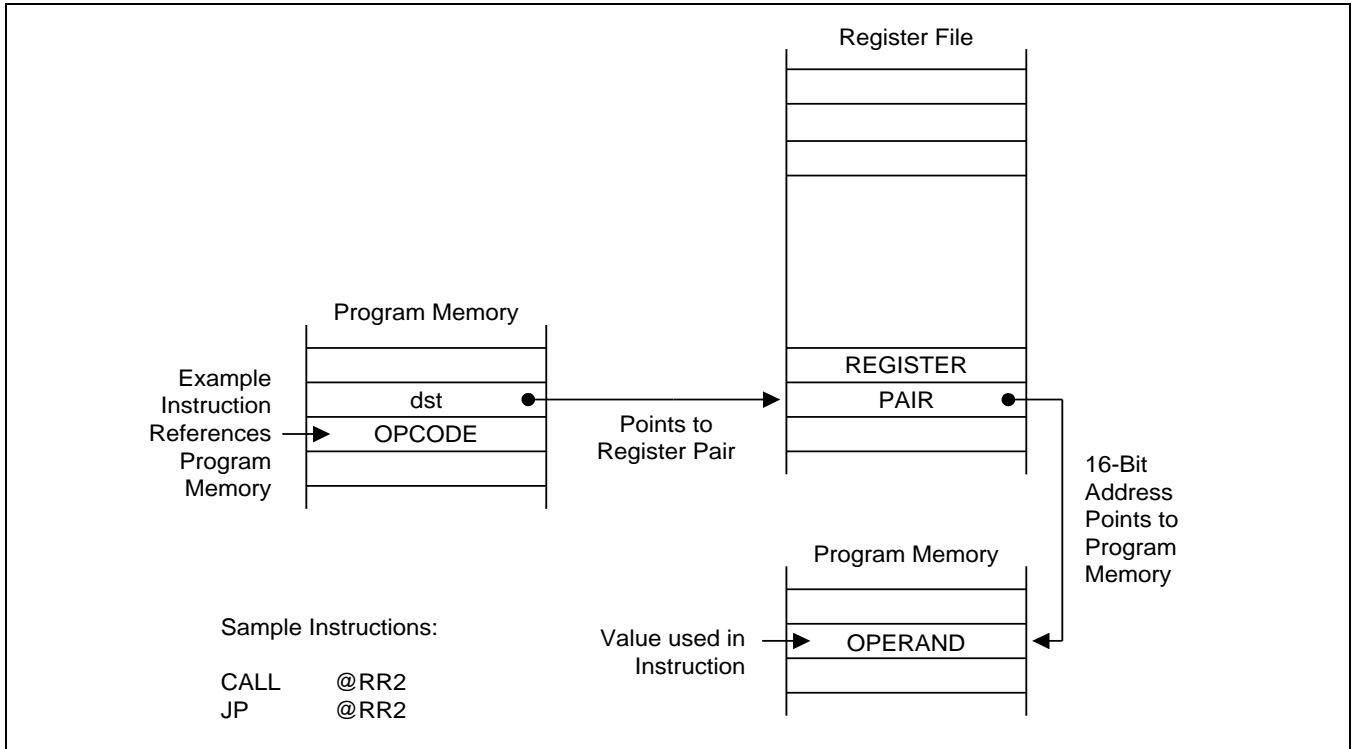 Register File
Program Memory
REGISTER
Example
Instruction
References
Program
Memory
dst
OPCODE
PAIR
Points to
Register Pair
16-Bit
Address
Points to
Program
Memory
Program Memory
Sample Instructions:
CALL @RR2
JP @RR2
Value used in
Instruction
OPERAND